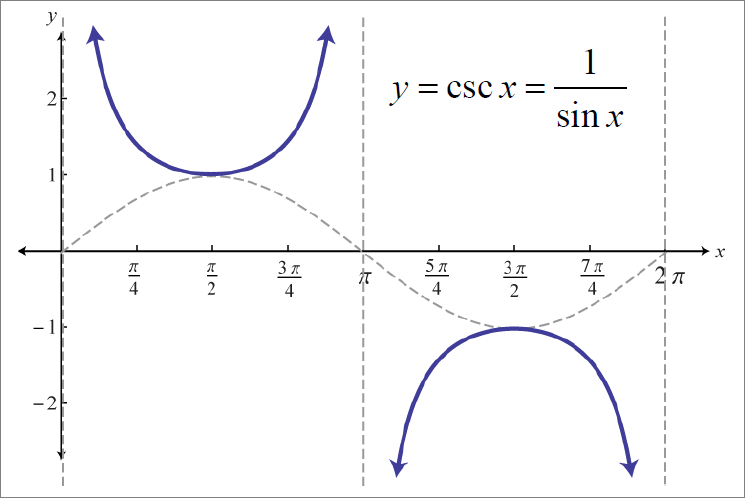 y
y = csc x = 1/sin x
2
1
x
π/4 π/2 3π/4 π 5π/4 3π/2 7π/4 2π
−1
−2